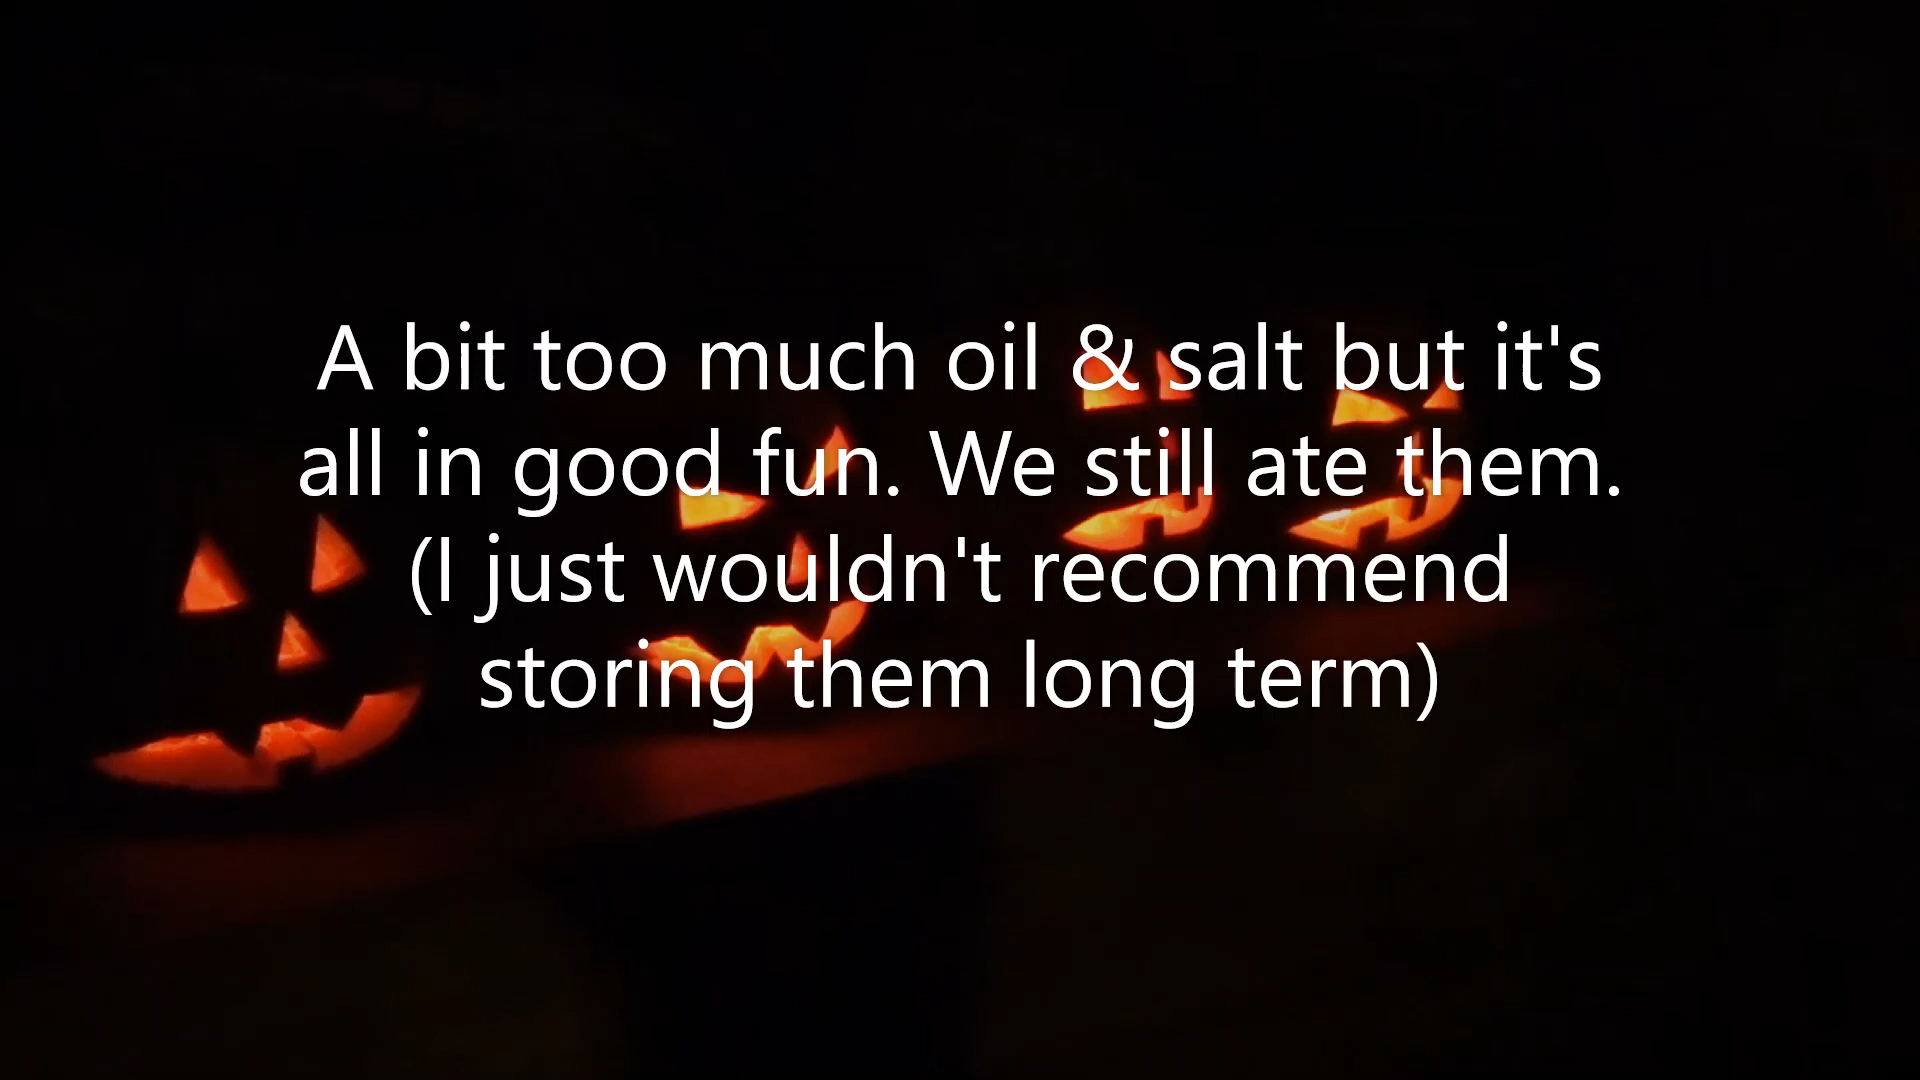 A bit too much oil & salt but it's
all in good fun. We still ate them.
(I just wouldn't recommend
storing them long term)